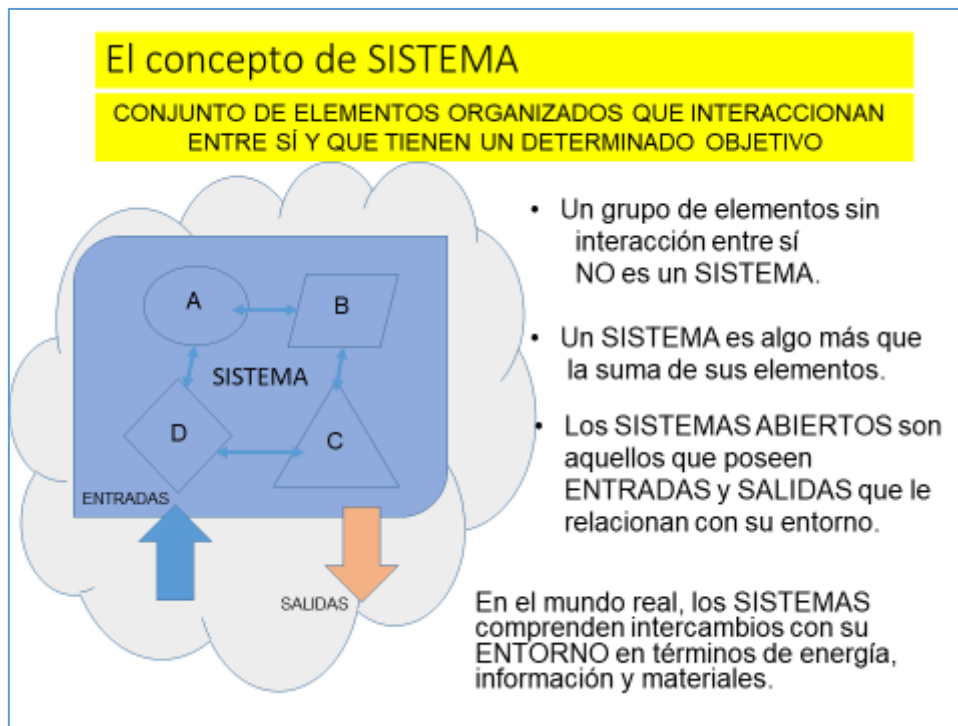 El concepto de SISTEMA
CONJUNTO DE ELEMENTOS ORGANIZADOS QUE INTERACCIONAN
ENTRE SÍ Y QUE TIENEN UN DETERMINADO OBJETIVO
A
B
SISTEMA
D
C
ENTRADAS
SALIDAS
• Un grupo de elementos sin
interacción entre sí
NO es un SISTEMA.
• Un SISTEMA es algo más que
la suma de sus elementos.
• Los SISTEMAS ABIERTOS son
aquellos que poseen
ENTRADAS y SALIDAS que le
relacionan con su entorno.
En el mundo real, los SISTEMAS
comprenden intercambios con su
ENTORNO en términos de energía,
información y materiales.